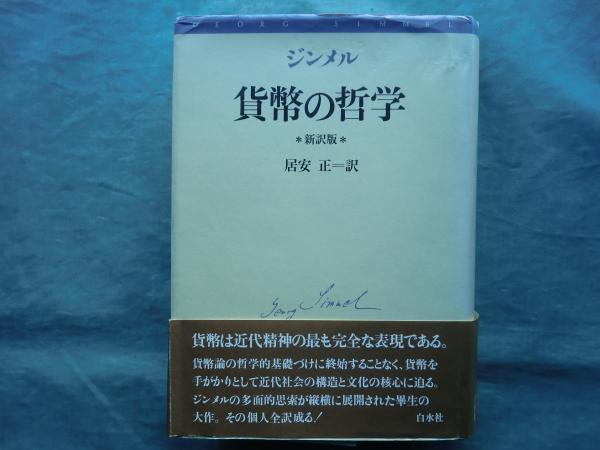 GEORG SIMMEL
ジンメル
貨幣の哲学
*新訳版*
居安 正=訳
Georg Simmel
貨幣は近代精神の最も完全な表現である。
貨幣論の哲学的基礎づけに終始することなく、貨幣を
手がかりとして近代社会の構造と文化の核心に迫る。
ジンメルの多面的思索が縦横に展開された畢生の
大作。その個人全訳成る!
白水社